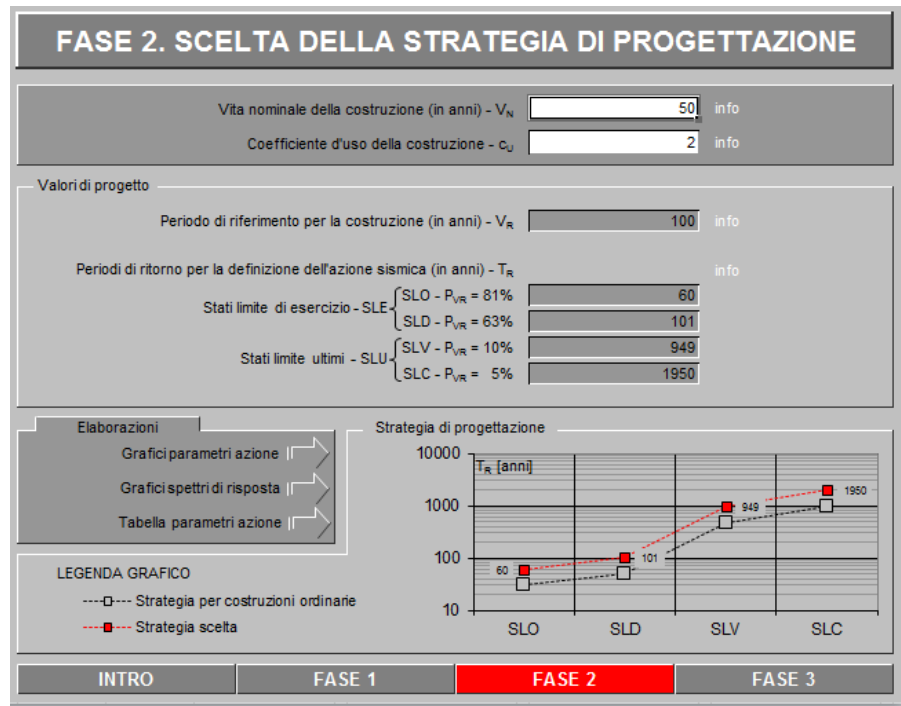 FASE 2. SCELTA DELLA STRATEGIA DI PROGETTAZIONE
Vita nominale della costruzione (in anni) - VN 50 info
Coefficiente d'uso della costruzione - cU 2 info
Valori di progetto
Periodo di riferimento per la costruzione (in anni) - VR 100 info
Periodi di ritorno per la definizione dell'azione sismica (in anni) - TR info
Stati limite di esercizio - SLE
SLO - PVR = 81% 60
SLD - PVR = 63% 101
Stati limite ultimi - SLU
SLV - PVR = 10% 949
SLC - PVR = 5% 1950
Elaborazioni
Grafici parametri azione
Grafici spettri di risposta
Tabella parametri azione
Strategia di progettazione
TR [anni]
10000
1000
100
10
60
101
949
1950
SLO SLD SLV SLC
LEGENDA GRAFICO
Strategia per costruzioni ordinarie
Strategia scelta
INTRO FASE 1 FASE 2 FASE 3